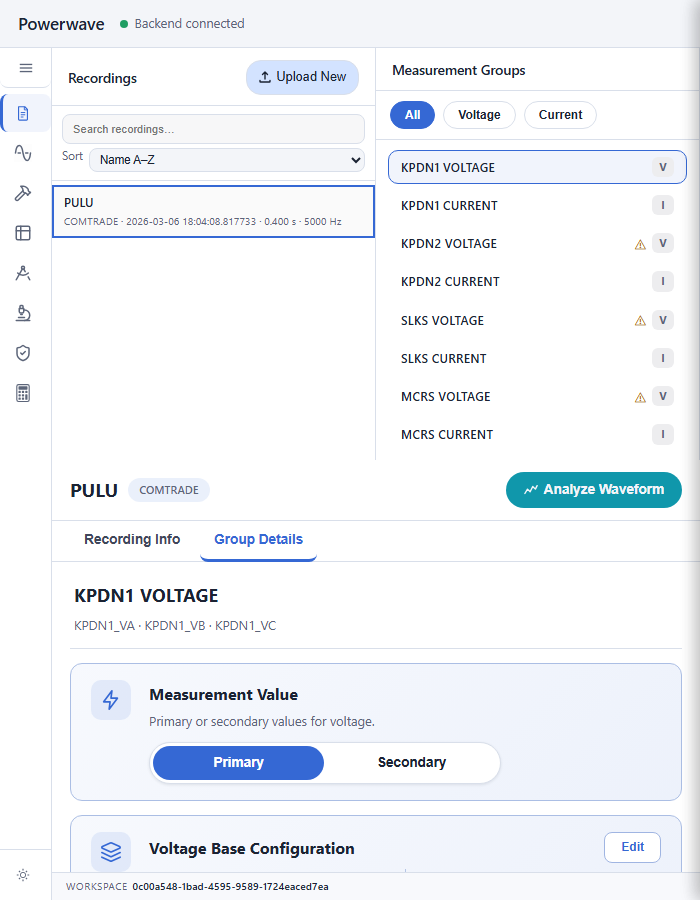 Powerwave
Backend connected
Recordings
Upload New
Search recordings...
Sort
Name A–Z
PULU
COMTRADE · 2026-03-06 18:04:08.817733 · 0.400 s · 5000 Hz
Measurement Groups
All
Voltage
Current
KPDN1 VOLTAGE V
KPDN1 CURRENT I
KPDN2 VOLTAGE V
KPDN2 CURRENT I
SLKS VOLTAGE V
SLKS CURRENT I
MCRS VOLTAGE V
MCRS CURRENT I
PULU COMTRADE
Analyze Waveform
Recording Info
Group Details
KPDN1 VOLTAGE
KPDN1_VA · KPDN1_VB · KPDN1_VC
Measurement Value
Primary or secondary values for voltage.
Primary
Secondary
Voltage Base Configuration
Edit
WORKSPACE 0c00a548-1bad-4595-9589-1724eaced7ea